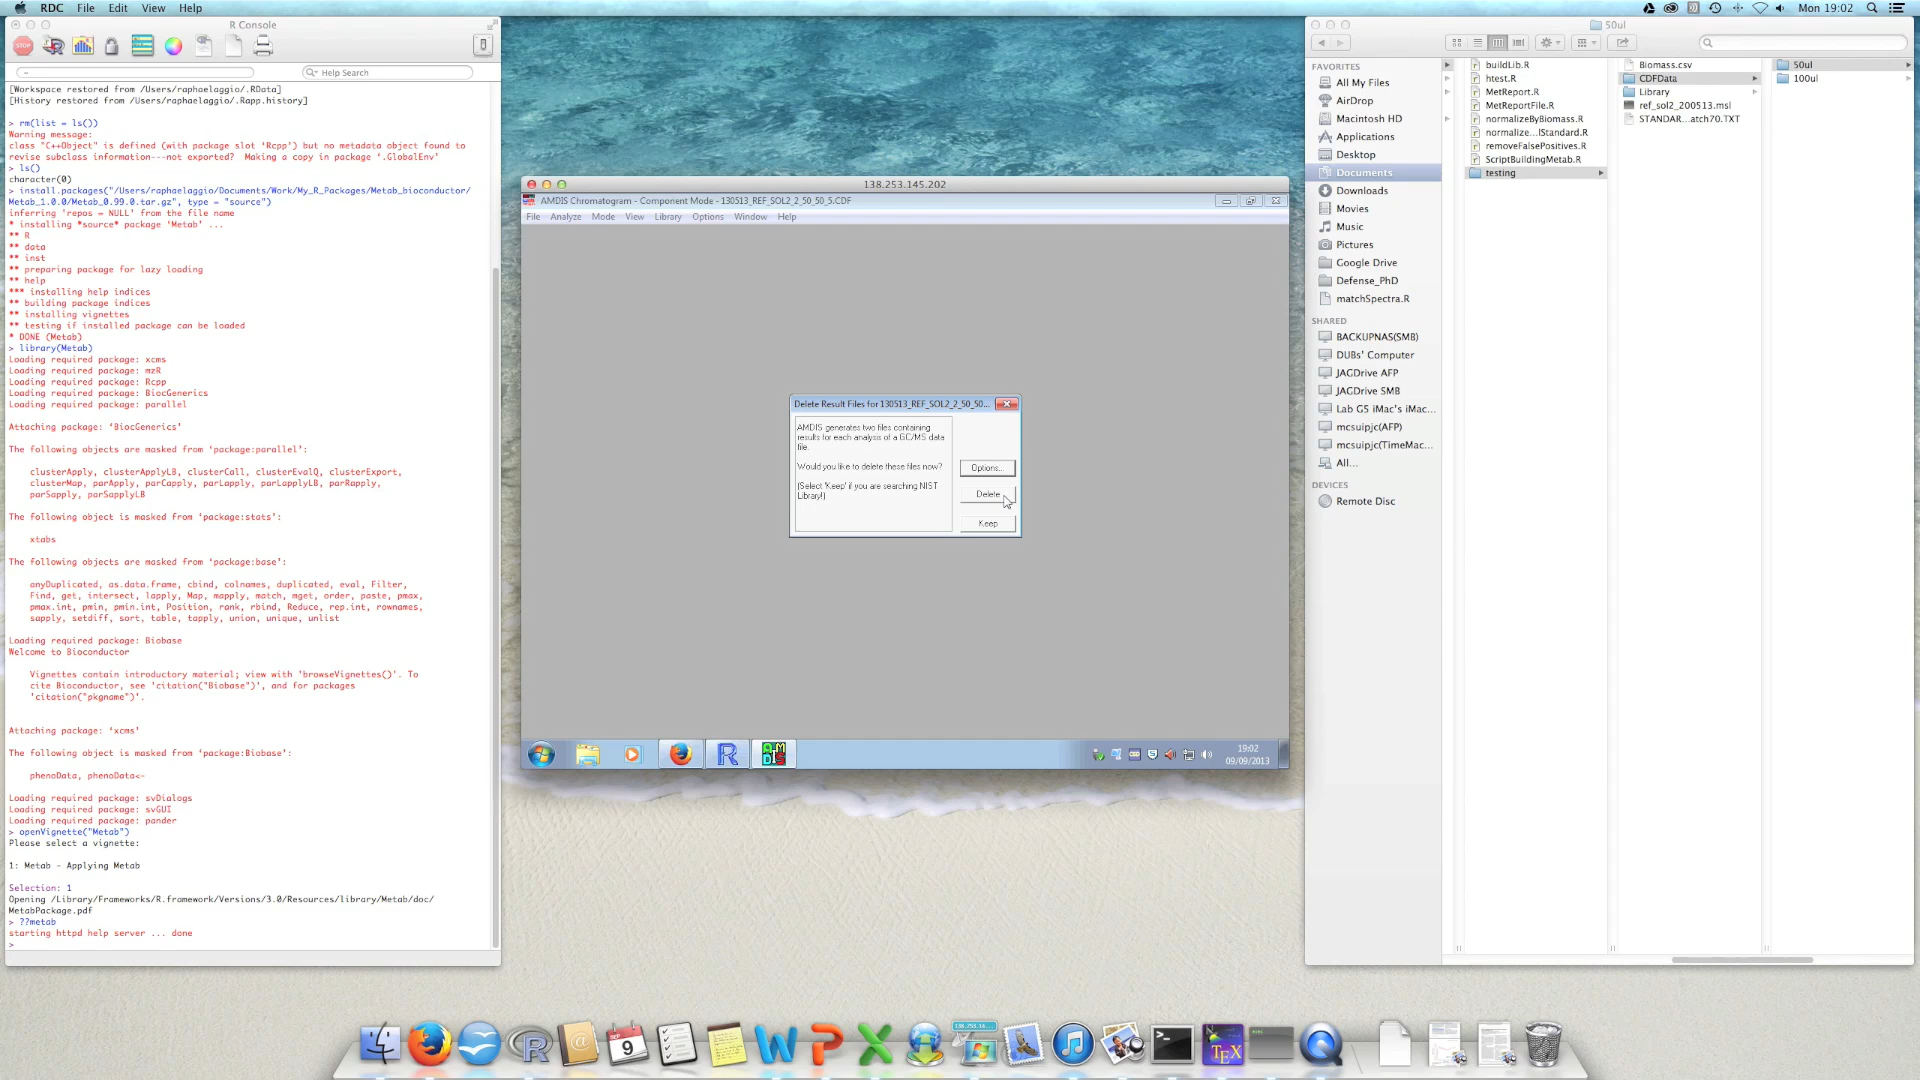 RDC File Edit View Help
Mon 19:02
R Console
Help Search
[Workspace restored from /Users/raphaelaggio/.RData]
[History restored from /Users/raphaelaggio/.Rapp.history]
> rm(list = ls())
Warning message:
class "C++Object" is defined (with package slot 'Rcpp') but no metadata object found to
revise subclass information---not exported?  Making a copy in package '.GlobalEnv'
> ls()
character(0)
> install.packages("/Users/raphaelaggio/Documents/Work/My_R_Packages/Metab_bioconductor/
Metab_1.0.0/Metab_0.99.0.tar.gz", type = "source")
inferring 'repos = NULL' from the file name
* installing *source* package 'Metab' ...
** R
** data
** inst
** preparing package for lazy loading
** help
*** installing help indices
** building package indices
** installing vignettes
** testing if installed package can be loaded
* DONE (Metab)
> library(Metab)
Loading required package: xcms
Loading required package: mzR
Loading required package: Rcpp
Loading required package: BiocGenerics
Loading required package: parallel
Attaching package: 'BiocGenerics'
The following objects are masked from 'package:parallel':
clusterApply, clusterApplyLB, clusterCall, clusterEvalQ, clusterExport,
clusterMap, parApply, parCapply, parLapply, parLapplyLB, parRapply,
parSapply, parSapplyLB
The following object is masked from 'package:stats':
xtabs
The following objects are masked from 'package:base':
anyDuplicated, as.data.frame, cbind, colnames, duplicated, eval, Filter,
Find, get, intersect, lapply, Map, mapply, match, mget, order, paste, pmax,
pmax.int, pmin, pmin.int, Position, rank, rbind, Reduce, rep.int, rownames,
sapply, setdiff, sort, table, tapply, union, unique, unlist
Loading required package: Biobase
Welcome to Bioconductor
Vignettes contain introductory material; view with 'browseVignettes()'. To
cite Bioconductor, see 'citation("Biobase")', and for packages
'citation("pkgname")'.
Attaching package: 'xcms'
The following object is masked from 'package:Biobase':
phenoData, phenoData<-
Loading required package: svDialogs
Loading required package: svGUI
Loading required package: pander
> openVignette("Metab")
Please select a vignette:
1: Metab - Applying Metab
Selection: 1
Opening /Library/Frameworks/R.framework/Versions/3.0/Resources/library/Metab/doc/
MetabPackage.pdf
> ??metab
starting httpd help server ... done
>
138.253.145.202
AMDIS Chromatogram - Component Mode - 130513_REF_SOL2_2_50_50_5.CDF
File Analyze Mode View Library Options Window Help
Delete Result Files for 130513_REF_SOL2_2_50_50...
AMDIS generates two files containing
results for each analysis of a GC/MS data
file.
Would you like to delete these files now?
(Select 'Keep' if you are searching NIST
Library!)
Options...
Delete
Keep
19:02
09/09/2013
50ul
FAVORITES
All My Files
AirDrop
Macintosh HD
Applications
Desktop
Documents
Downloads
Movies
Music
Pictures
Google Drive
Defense_PhD
matchSpectra.R
SHARED
BACKUPNAS(SMB)
DUBs' Computer
JAGDrive AFP
JAGDrive SMB
Lab G5 iMac's iMac...
mcsuipjc(AFP)
mcsuipjc(TimeMac...
All...
DEVICES
Remote Disc
buildLib.R
htest.R
MetReport.R
MetReportFile.R
normalizeByBiomass.R
normalize...lStandard.R
removeFalsePositives.R
ScriptBuildingMetab.R
testing
Biomass.csv
CDFData
Library
ref_sol2_200513.msl
STANDAR...atch70.TXT
50ul
100ul